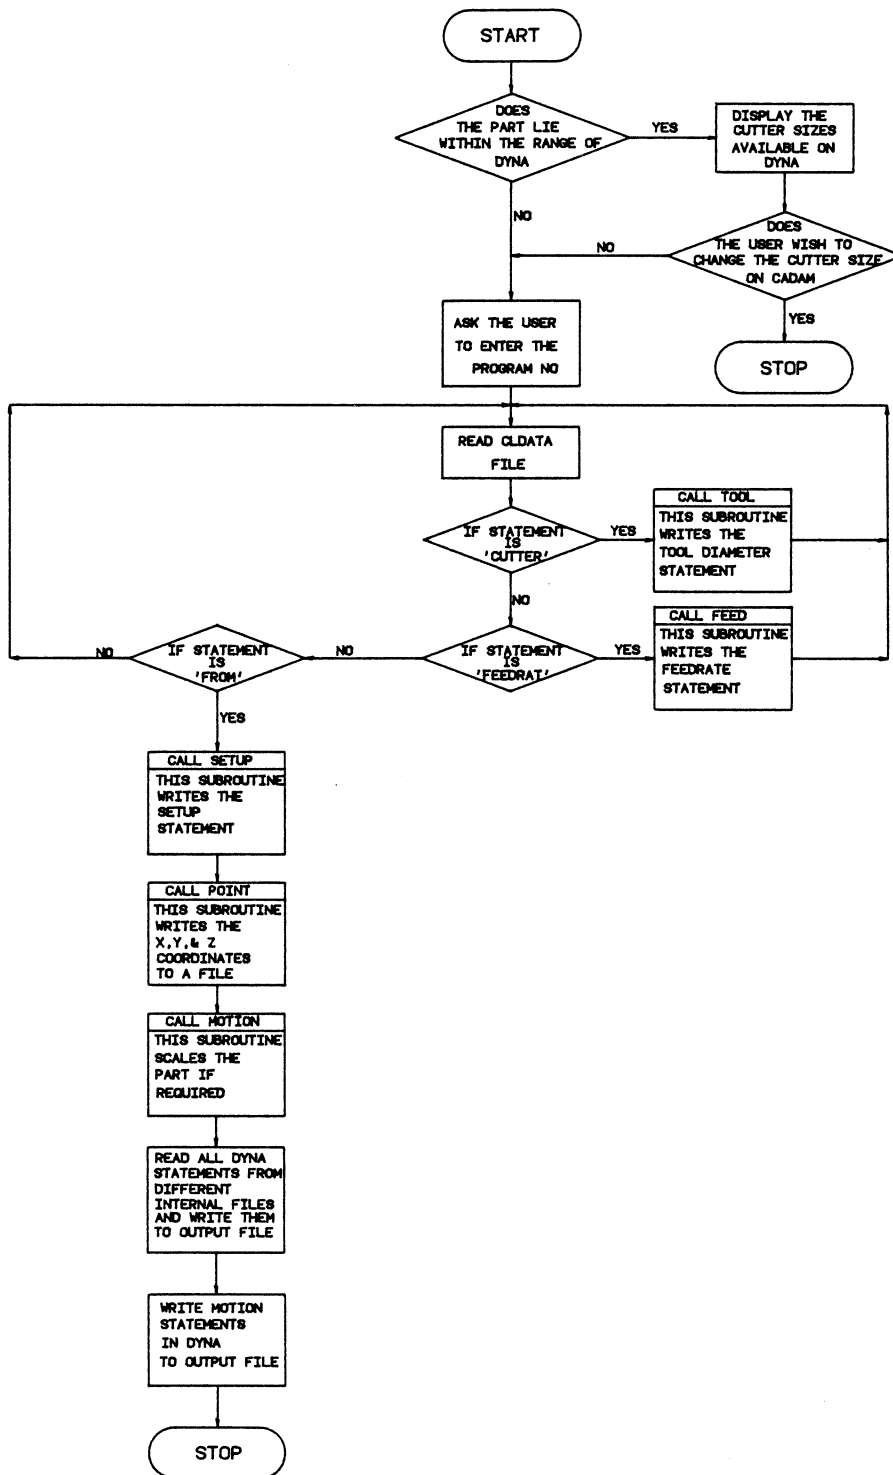 START
DOES
THE PART LIE
WITHIN THE RANGE OF
DYNA
YES
DISPLAY THE
CUTTER SIZES
AVAILABLE ON
DYNA
NO
DOES
THE USER WISH TO
CHANGE THE CUTTER SIZE
ON CADAM
NO
YES
STOP
ASK THE USER
TO ENTER THE
PROGRAM NO
READ CLDATA
FILE
IF STATEMENT
IS
'CUTTER'
YES
CALL TOOL
THIS SUBROUTINE
WRITES THE
TOOL DIAMETER
STATEMENT
NO
IF STATEMENT
IS
'FEEDRAT'
YES
CALL FEED
THIS SUBROUTINE
WRITES THE
FEEDRATE
STATEMENT
NO
IF STATEMENT
IS
'FROM'
NO
YES
CALL SETUP
THIS SUBROUTINE
WRITES THE
SETUP
STATEMENT
CALL POINT
THIS SUBROUTINE
WRITES THE
X,Y,& Z
COORDINATES
TO A FILE
CALL MOTION
THIS SUBROUTINE
SCALES THE
PART IF
REQUIRED
READ ALL DYNA
STATEMENTS FROM
DIFFERENT
INTERNAL FILES
AND WRITE THEM
TO OUTPUT FILE
WRITE MOTION
STATEMENTS
IN DYNA
TO OUTPUT FILE
STOP